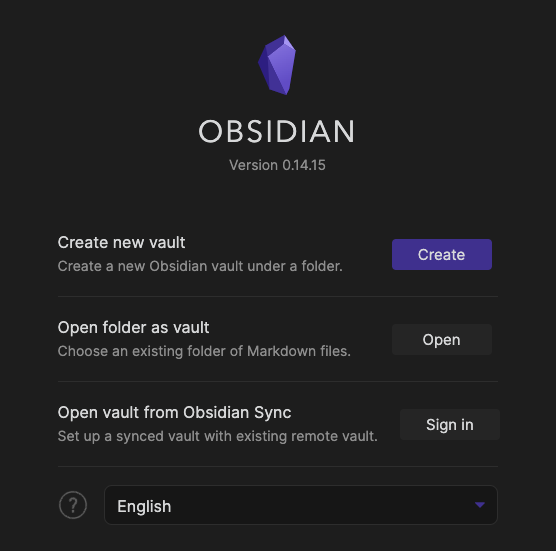 OBSIDIAN
Version 0.14.15
Create new vault
Create a new Obsidian vault under a folder.
Create
Open folder as vault
Choose an existing folder of Markdown files.
Open
Open vault from Obsidian Sync
Set up a synced vault with existing remote vault.
Sign in
?
English